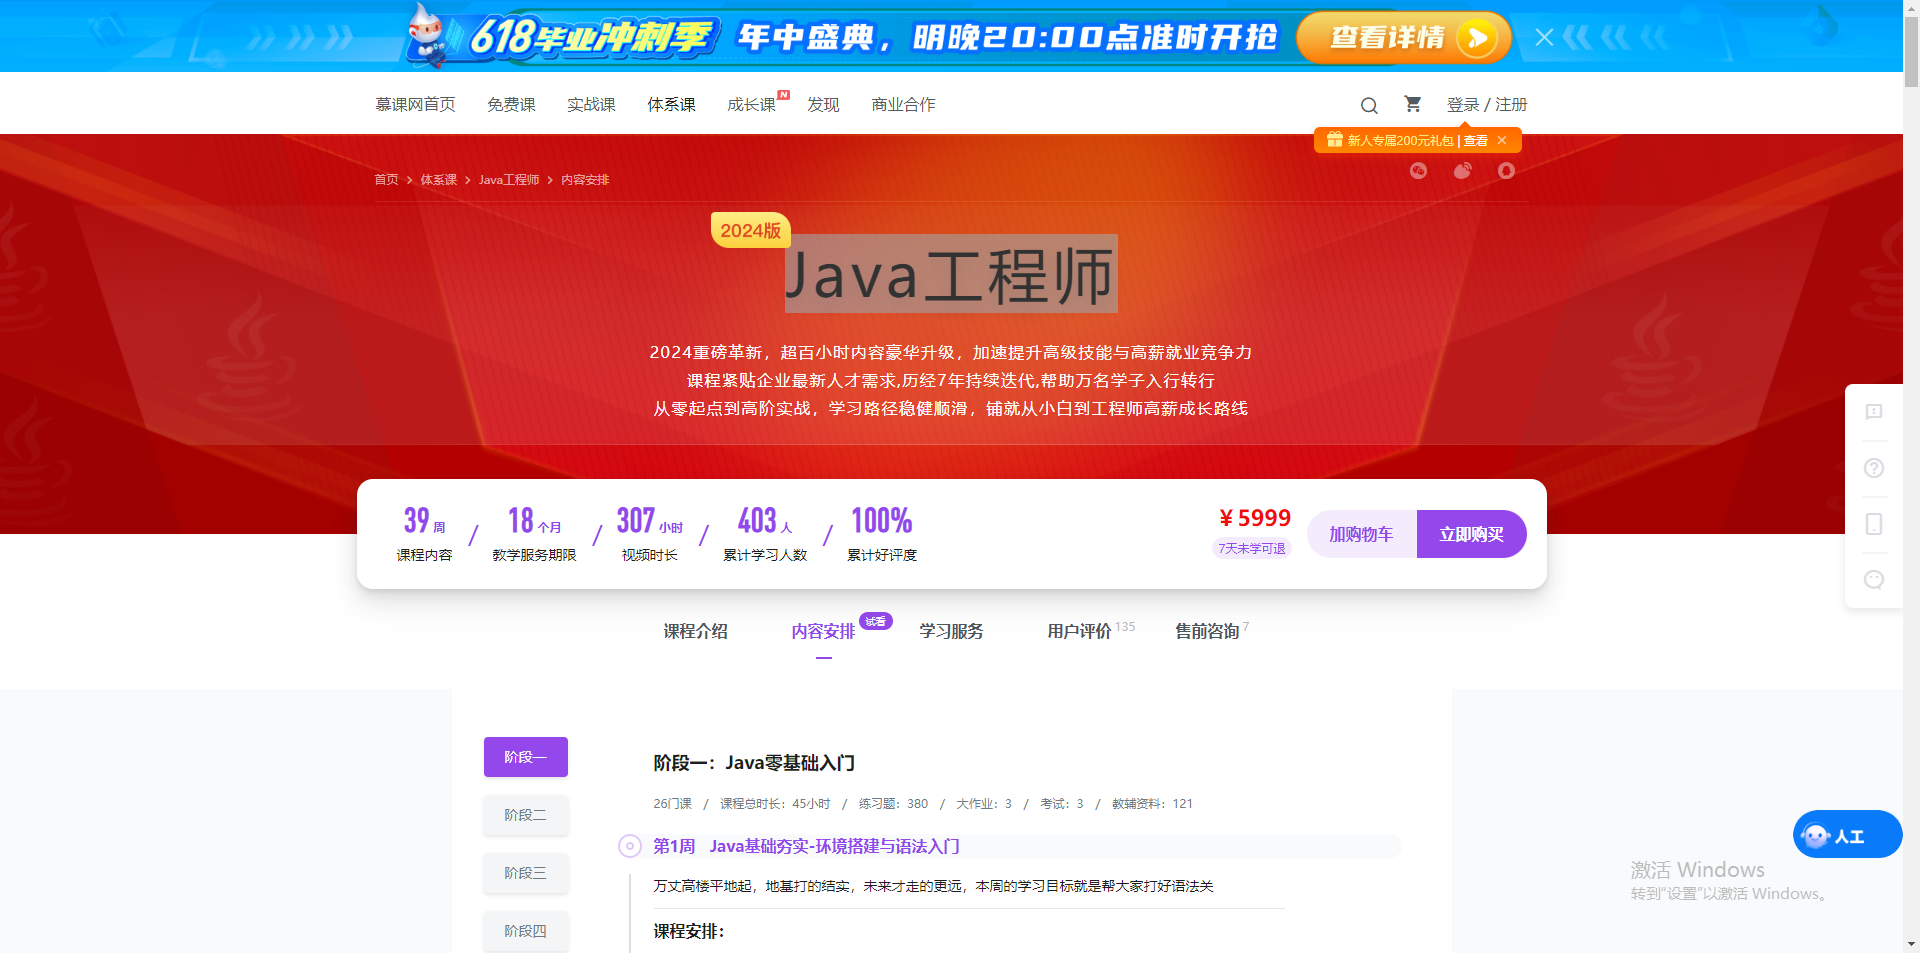 618毕业冲刺季 年中盛典，明晚20:00点准时开抢 查看详情
慕课网首页 免费课 实战课 体系课 成长课 N 发现 商业合作 登录 / 注册
新人专属200元礼包 | 查看
首页 > 体系课 > Java工程师 > 内容安排
2024版
Java工程师
2024重磅革新，超百小时内容豪华升级，加速提升高级技能与高薪就业竞争力
课程紧贴企业最新人才需求,历经7年持续迭代,帮助万名学子入行转行
从零起点到高阶实战，学习路径稳健顺滑，铺就从小白到工程师高薪成长路线
39 周 / 18 个月 / 307 小时 / 403 人 / 100%
课程内容 教学服务期限 视频时长 累计学习人数 累计好评度
¥ 5999
7天未学可退
加购物车 立即购买
课程介绍 内容安排 试看 学习服务 用户评价 135 售前咨询 7
阶段一
阶段二
阶段三
阶段四
阶段一：Java零基础入门
26门课 / 课程总时长：45小时 / 练习题：380 / 大作业：3 / 考试：3 / 教辅资料：121
第1周 Java基础夯实-环境搭建与语法入门
万丈高楼平地起，地基打的结实，未来才走的更远，本周的学习目标就是帮大家打好语法关
课程安排：
人工
激活 Windows
转到“设置”以激活 Windows。